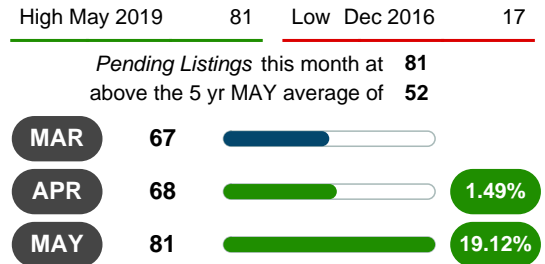 High May 2019 81 Low Dec 2016 17
Pending Listings this month at 81
above the 5 yr MAY average of 52
MAR 67
APR 68 1.49%
MAY 81 19.12%